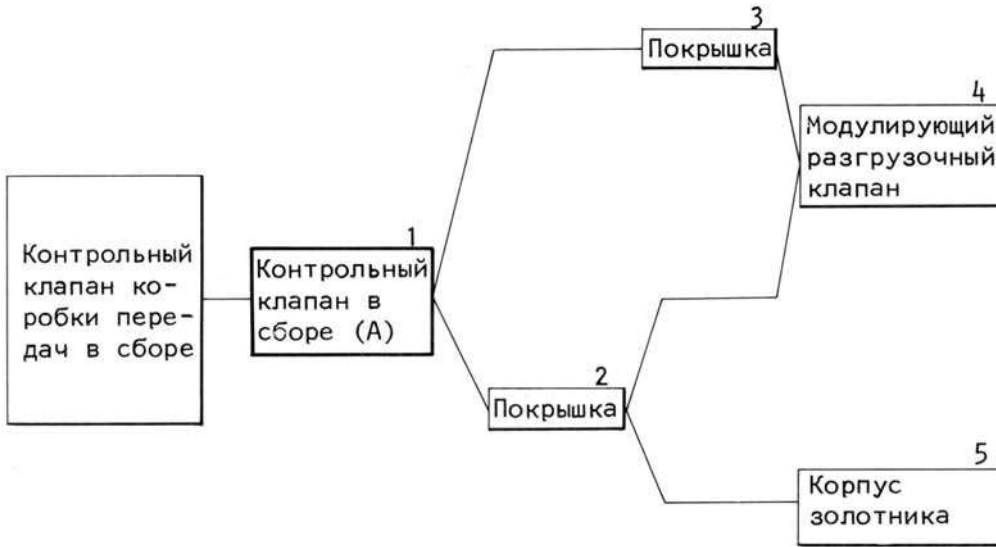 3
Покрышка
4
Модулирующий
разгрузочный
клапан
Контрольный
клапан ко-
робки пере-
дач в сборе
1
Контрольный
клапан в
сборе (А)
2
Покрышка
5
Корпус
золотника